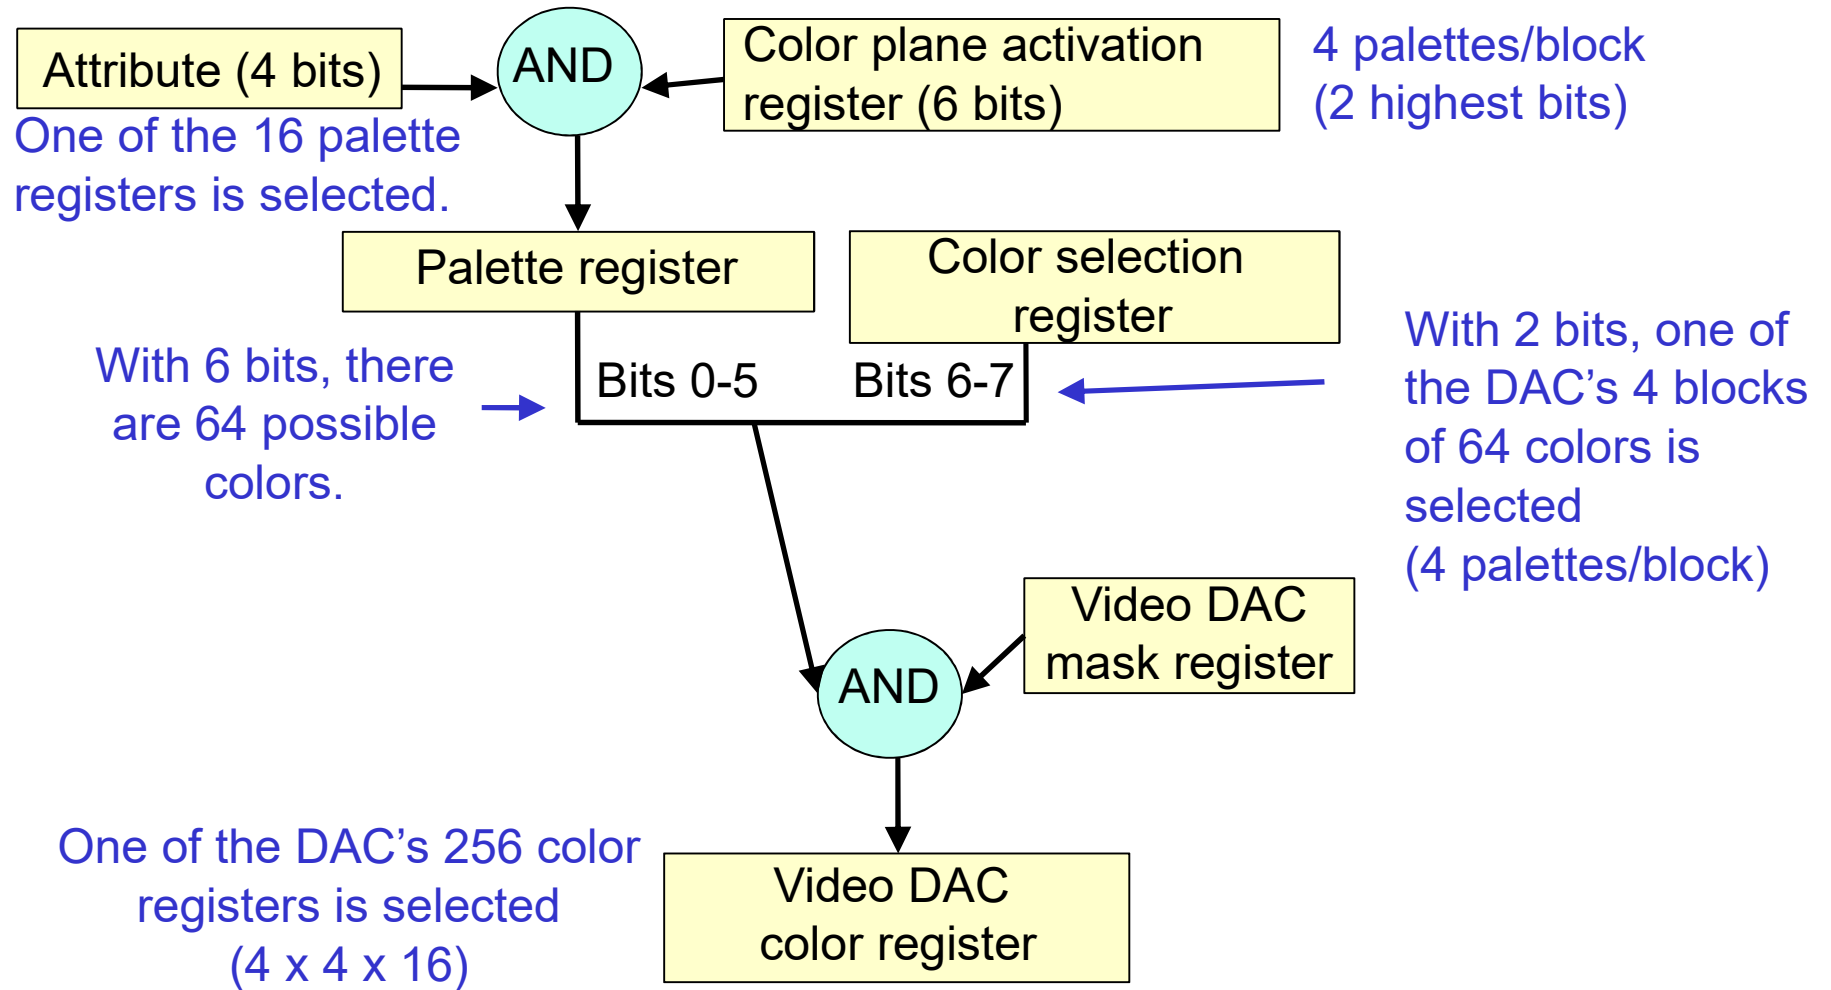 Attribute (4 bits)
AND
Color plane activation
register (6 bits)
4 palettes/block
(2 highest bits)
One of the 16 palette
registers is selected.
Palette register
Color selection
register
With 6 bits, there
are 64 possible
colors.
Bits 0-5
Bits 6-7
With 2 bits, one of
the DAC’s 4 blocks
of 64 colors is
selected
(4 palettes/block)
Video DAC
mask register
AND
One of the DAC’s 256 color
registers is selected
(4 x 4 x 16)
Video DAC
color register